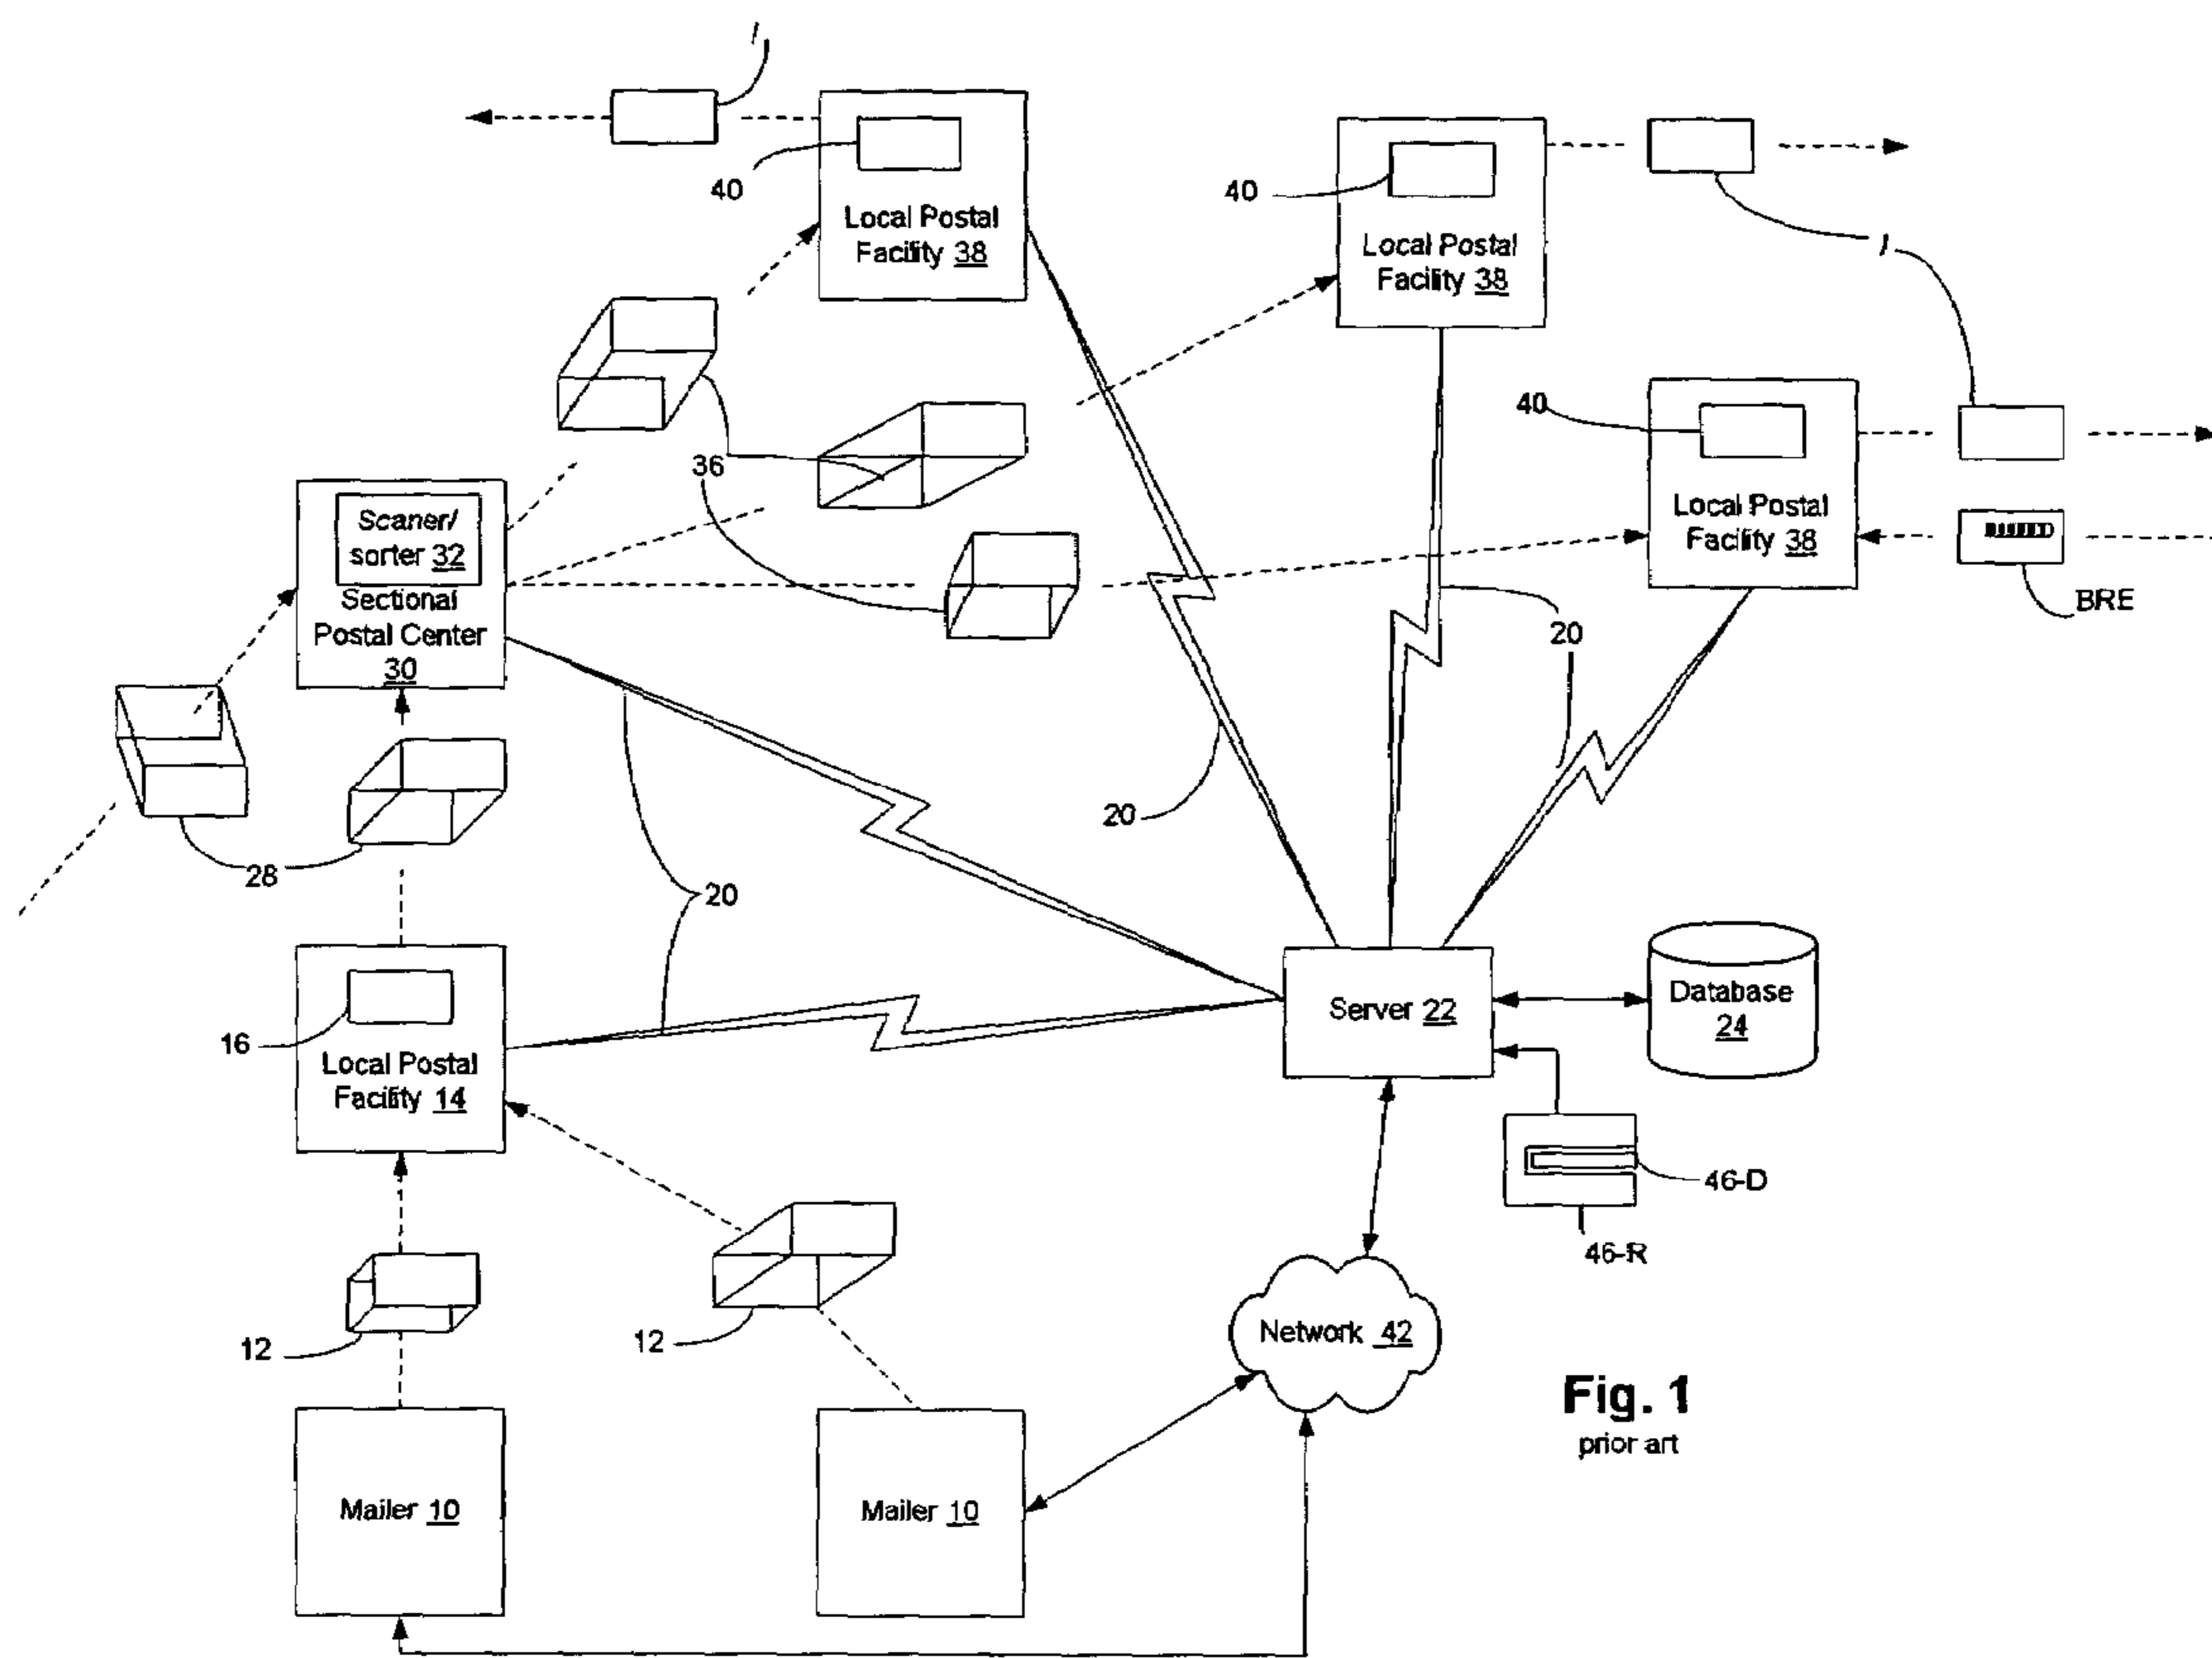 1
40
Local Postal
Facility 38
40
Local Postal
Facility 38
1
40
Local Postal
Facility 38
BRE
36
Scaner/
sorter 32
Sectional
Postal Center
30
20
20
28
20
16
Local Postal
Facility 14
Server 22
Database
24
46-D
46-R
12
12
Network 42
Mailer 10
Mailer 10
Fig. 1
prior art